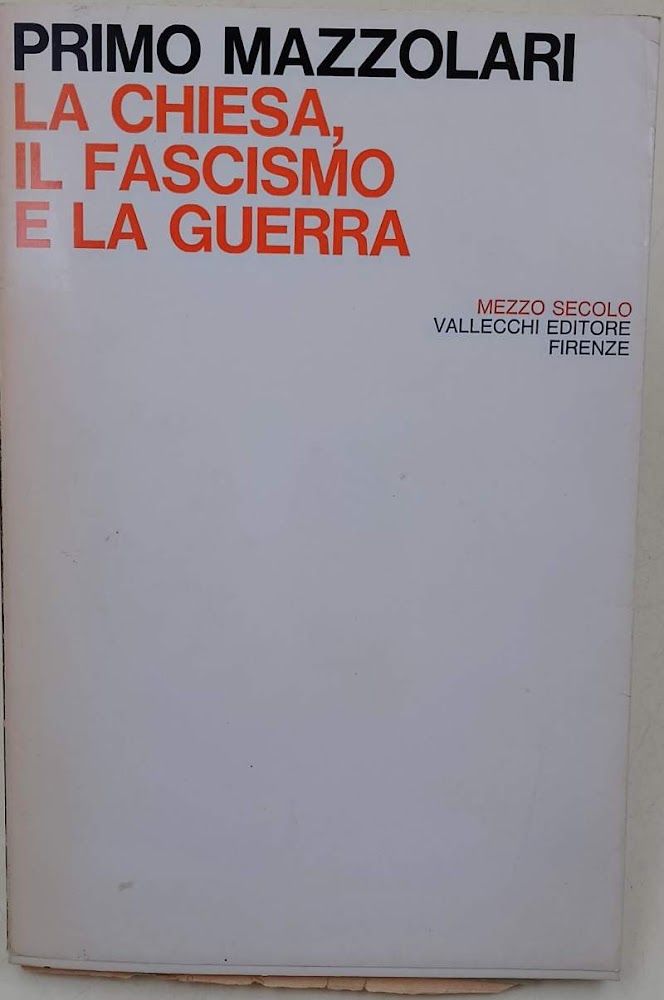 PRIMO MAZZOLARI
LA CHIESA,
IL FASCISMO
E LA GUERRA
MEZZO SECOLO
VALLECCHI EDITORE
FIRENZE